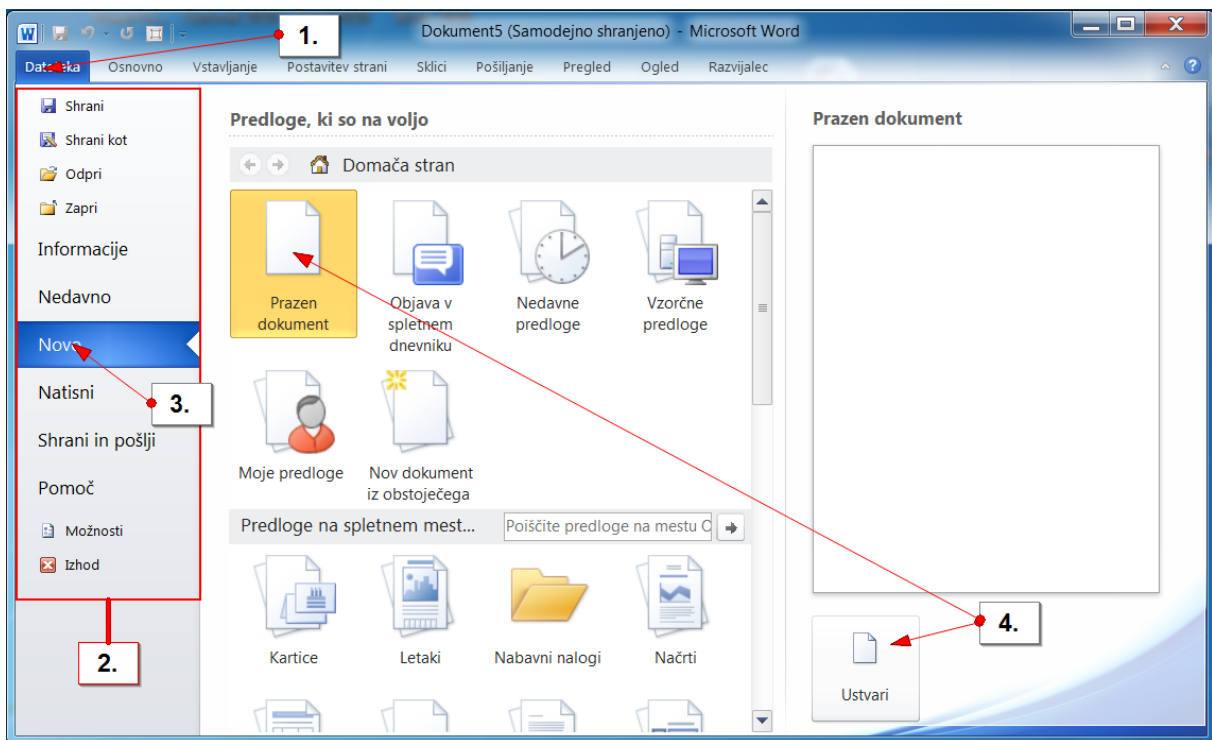 W
1.
Dokument5 (Samodejno shranjeno) - Microsoft Word
Datoteka Osnovno Vstavljanje Postavitev strani Sklici Pošiljanje Pregled Ogled Razvijalec
Shrani
Shrani kot
Odpri
Zapri
Informacije
Nedavno
Novo
Natisni
3.
Shrani in pošlji
Pomoč
Možnosti
Izhod
2.
Predloge, ki so na voljo
Domača stran
Prazen
dokument
Objava v
spletnem
dnevniku
Nedavne
predloge
Vzorčne
predloge
Moje predloge
Nov dokument
iz obstoječega
Predloge na spletnem mest...
Poiščite predloge na mestu O
Kartice
Letaki
Nabavni nalogi
Načrti
Prazen dokument
4.
Ustvari